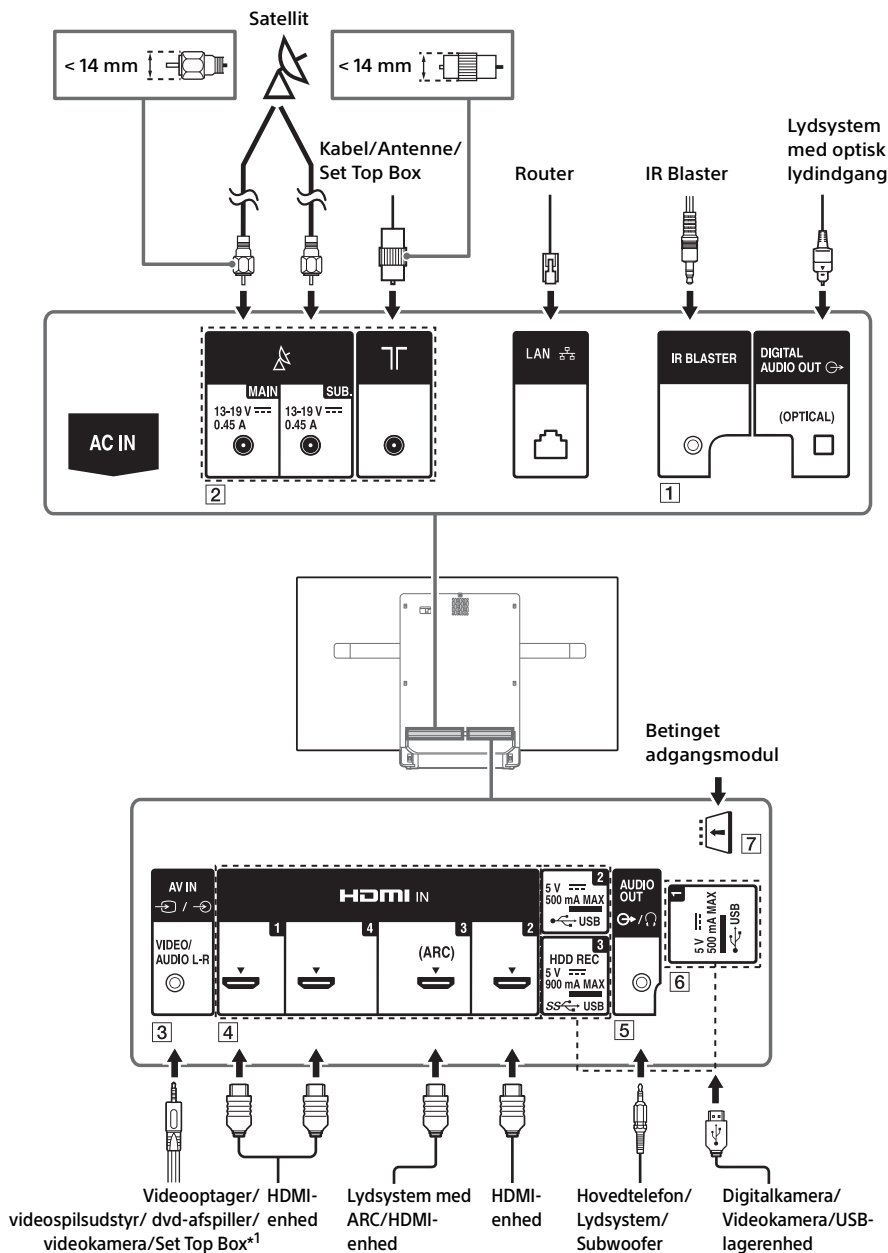 Satellit
< 14 mm
< 14 mm
Kabel/Antenne/
Set Top Box
Router
IR Blaster
Lydsystem
med optisk
lydindgang
AC IN
MAIN
13-19 V
0.45 A
SUB.
13-19 V
0.45 A
2
LAN
IR BLASTER
1
DIGITAL
AUDIO OUT
(OPTICAL)
Betinget
adgangsmodul
7
AV IN
/
VIDEO/
AUDIO L-R
3
HDMI IN
1
4
3
(ARC)
2
4
2
5 V
500 mA MAX
USB
3
HDD REC
5 V
900 mA MAX
SS USB
AUDIO
OUT
/
5
1
5 V
500 mA MAX
USB
6
Videooptager/
videospilsudstyr/ dvd-afspiller/
videokamera/Set Top Box*1
HDMI-
enhed
Lydsystem med
ARC/HDMI-
enhed
HDMI-
enhed
Hovedtelefon/
Lydsystem/
Subwoofer
Digitalkamera/
Videokamera/USB-
lagerenhed